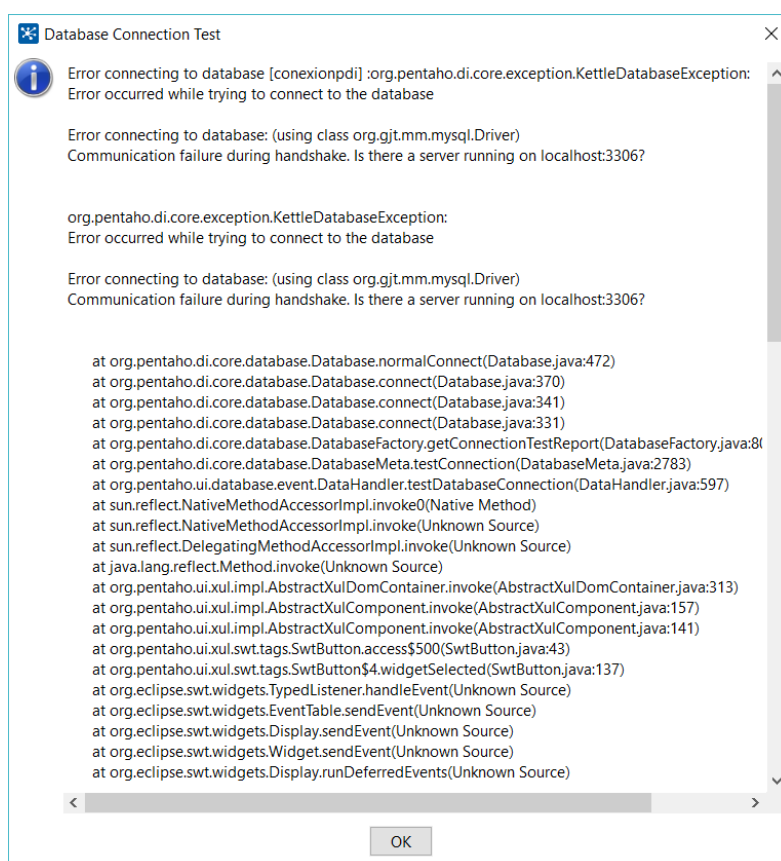 Database Connection Test
Error connecting to database [conexionpdi] :org.pentaho.di.core.exception.KettleDatabaseException:
Error occurred while trying to connect to the database
Error connecting to database: (using class org.gjt.mm.mysql.Driver)
Communication failure during handshake. Is there a server running on localhost:3306?
org.pentaho.di.core.exception.KettleDatabaseException:
Error occurred while trying to connect to the database
Error connecting to database: (using class org.gjt.mm.mysql.Driver)
Communication failure during handshake. Is there a server running on localhost:3306?
at org.pentaho.di.core.database.Database.normalConnect(Database.java:472)
at org.pentaho.di.core.database.Database.connect(Database.java:370)
at org.pentaho.di.core.database.Database.connect(Database.java:341)
at org.pentaho.di.core.database.Database.connect(Database.java:331)
at org.pentaho.di.core.database.DatabaseFactory.getConnectionTestReport(DatabaseFactory.java:80
at org.pentaho.di.core.database.DatabaseMeta.testConnection(DatabaseMeta.java:2783)
at org.pentaho.ui.database.event.DataHandler.testDatabaseConnection(DataHandler.java:597)
at sun.reflect.NativeMethodAccessorImpl.invoke0(Native Method)
at sun.reflect.NativeMethodAccessorImpl.invoke(Unknown Source)
at sun.reflect.DelegatingMethodAccessorImpl.invoke(Unknown Source)
at java.lang.reflect.Method.invoke(Unknown Source)
at org.pentaho.ui.xul.impl.AbstractXulDomContainer.invoke(AbstractXulDomContainer.java:313)
at org.pentaho.ui.xul.impl.AbstractXulComponent.invoke(AbstractXulComponent.java:157)
at org.pentaho.ui.xul.impl.AbstractXulComponent.invoke(AbstractXulComponent.java:141)
at org.pentaho.ui.xul.swt.tags.SwtButton.access$500(SwtButton.java:43)
at org.pentaho.ui.xul.swt.tags.SwtButton$4.widgetSelected(SwtButton.java:137)
at org.eclipse.swt.widgets.TypedListener.handleEvent(Unknown Source)
at org.eclipse.swt.widgets.EventTable.sendEvent(Unknown Source)
at org.eclipse.swt.widgets.Display.sendEvent(Unknown Source)
at org.eclipse.swt.widgets.Widget.sendEvent(Unknown Source)
at org.eclipse.swt.widgets.Display.runDeferredEvents(Unknown Source)
OK